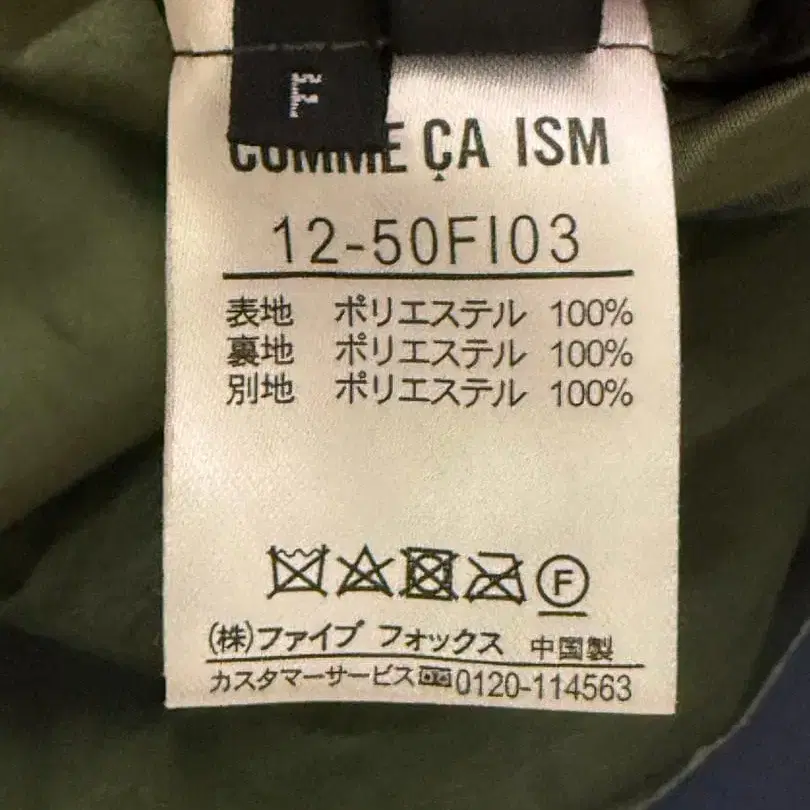 COMME ÇA ISM
12-50FI03
表地 ポリエステル 100%
裏地 ポリエステル 100%
別地 ポリエステル 100%
F
(株)ファイブ フォックス 中国製
カスタマーサービス 0120-114563